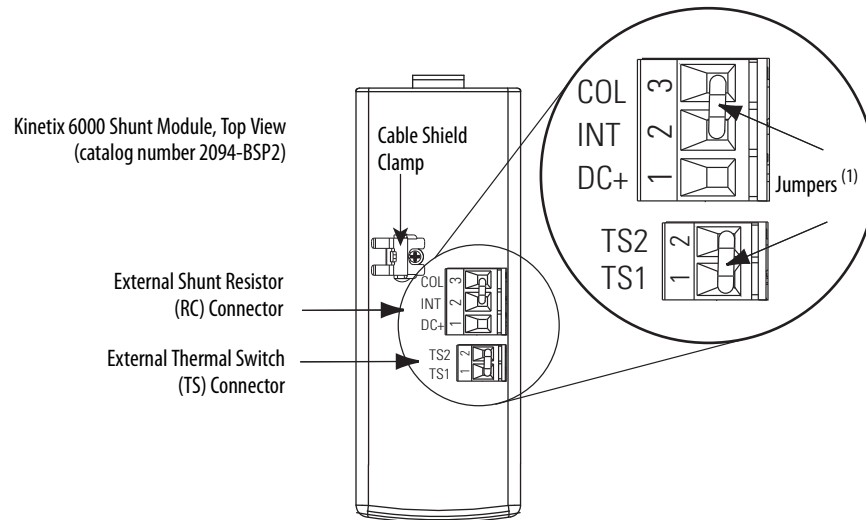 Kinetix 6000 Shunt Module, Top View
(catalog number 2094-BSP2)
Cable Shield
Clamp
External Shunt Resistor
(RC) Connector
External Thermal Switch
(TS) Connector
COL 3
INT 2
DC+ 1
TS2 2
TS1 1
COL 3
INT 2
DC+ 1
Jumpers (1)
TS2 2
TS1 1